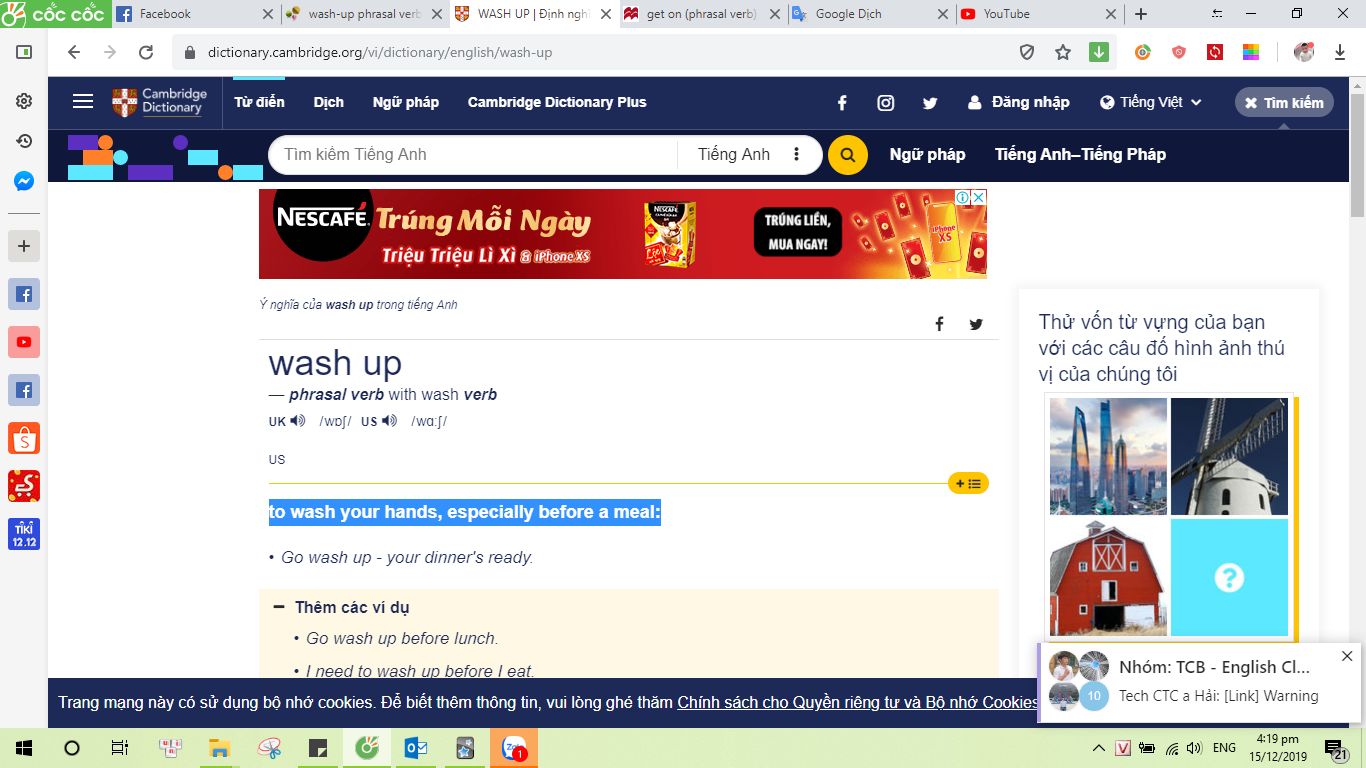 cốc cốc
Facebook
wash-up phrasal verb
WASH UP | Định ngh
get on (phrasal verb)
Google Dịch
YouTube
dictionary.cambridge.org/vi/dictionary/english/wash-up
Cambridge Dictionary
Từ điển
Dịch
Ngữ pháp
Cambridge Dictionary Plus
Đăng nhập
Tiếng Việt
Tìm kiếm
Tìm kiếm Tiếng Anh
Tiếng Anh
Ngữ pháp
Tiếng Anh–Tiếng Pháp
NESCAFÉ
Trúng Mỗi Ngày
Triệu Triệu Lì Xì & iPhone XS
TRÚNG LIỀN,
MUA NGAY!
iPhone
XS
Ý nghĩa của wash up trong tiếng Anh
wash up
— phrasal verb with wash verb
UK /wɒʃ/ US /wɑːʃ/
US
to wash your hands, especially before a meal:
• Go wash up - your dinner's ready.
Thêm các ví dụ
• Go wash up before lunch.
• I need to wash up before I eat.
Thử vốn từ vựng của bạn
với các câu đố hình ảnh thú
vị của chúng tôi
?
Trang mạng này có sử dụng bộ nhớ cookies. Để biết thêm thông tin, vui lòng ghé thăm Chính sách cho Quyền riêng tư và Bộ nhớ Cookies
Nhóm: TCB - English Cl...
10
Tech CTC a Hải: [Link] Warning
TIKI
12.12
Zalo
1
V
ENG
4:19 pm
15/12/2019
21